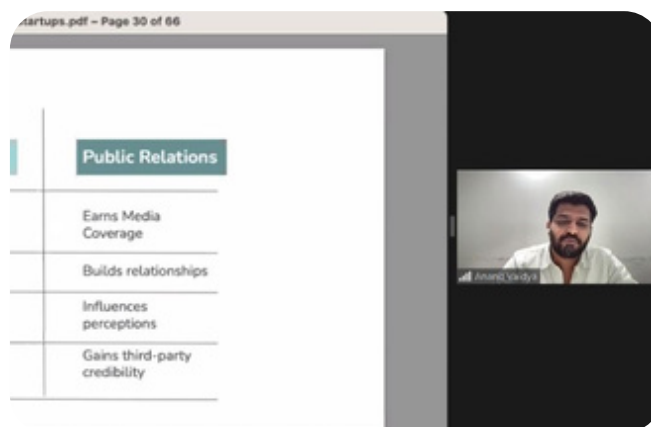 tartups.pdf – Page 30 of 66
Public Relations
Earns Media
Coverage
Builds relationships
Influences
perceptions
Gains third-party
credibility
Vaidya